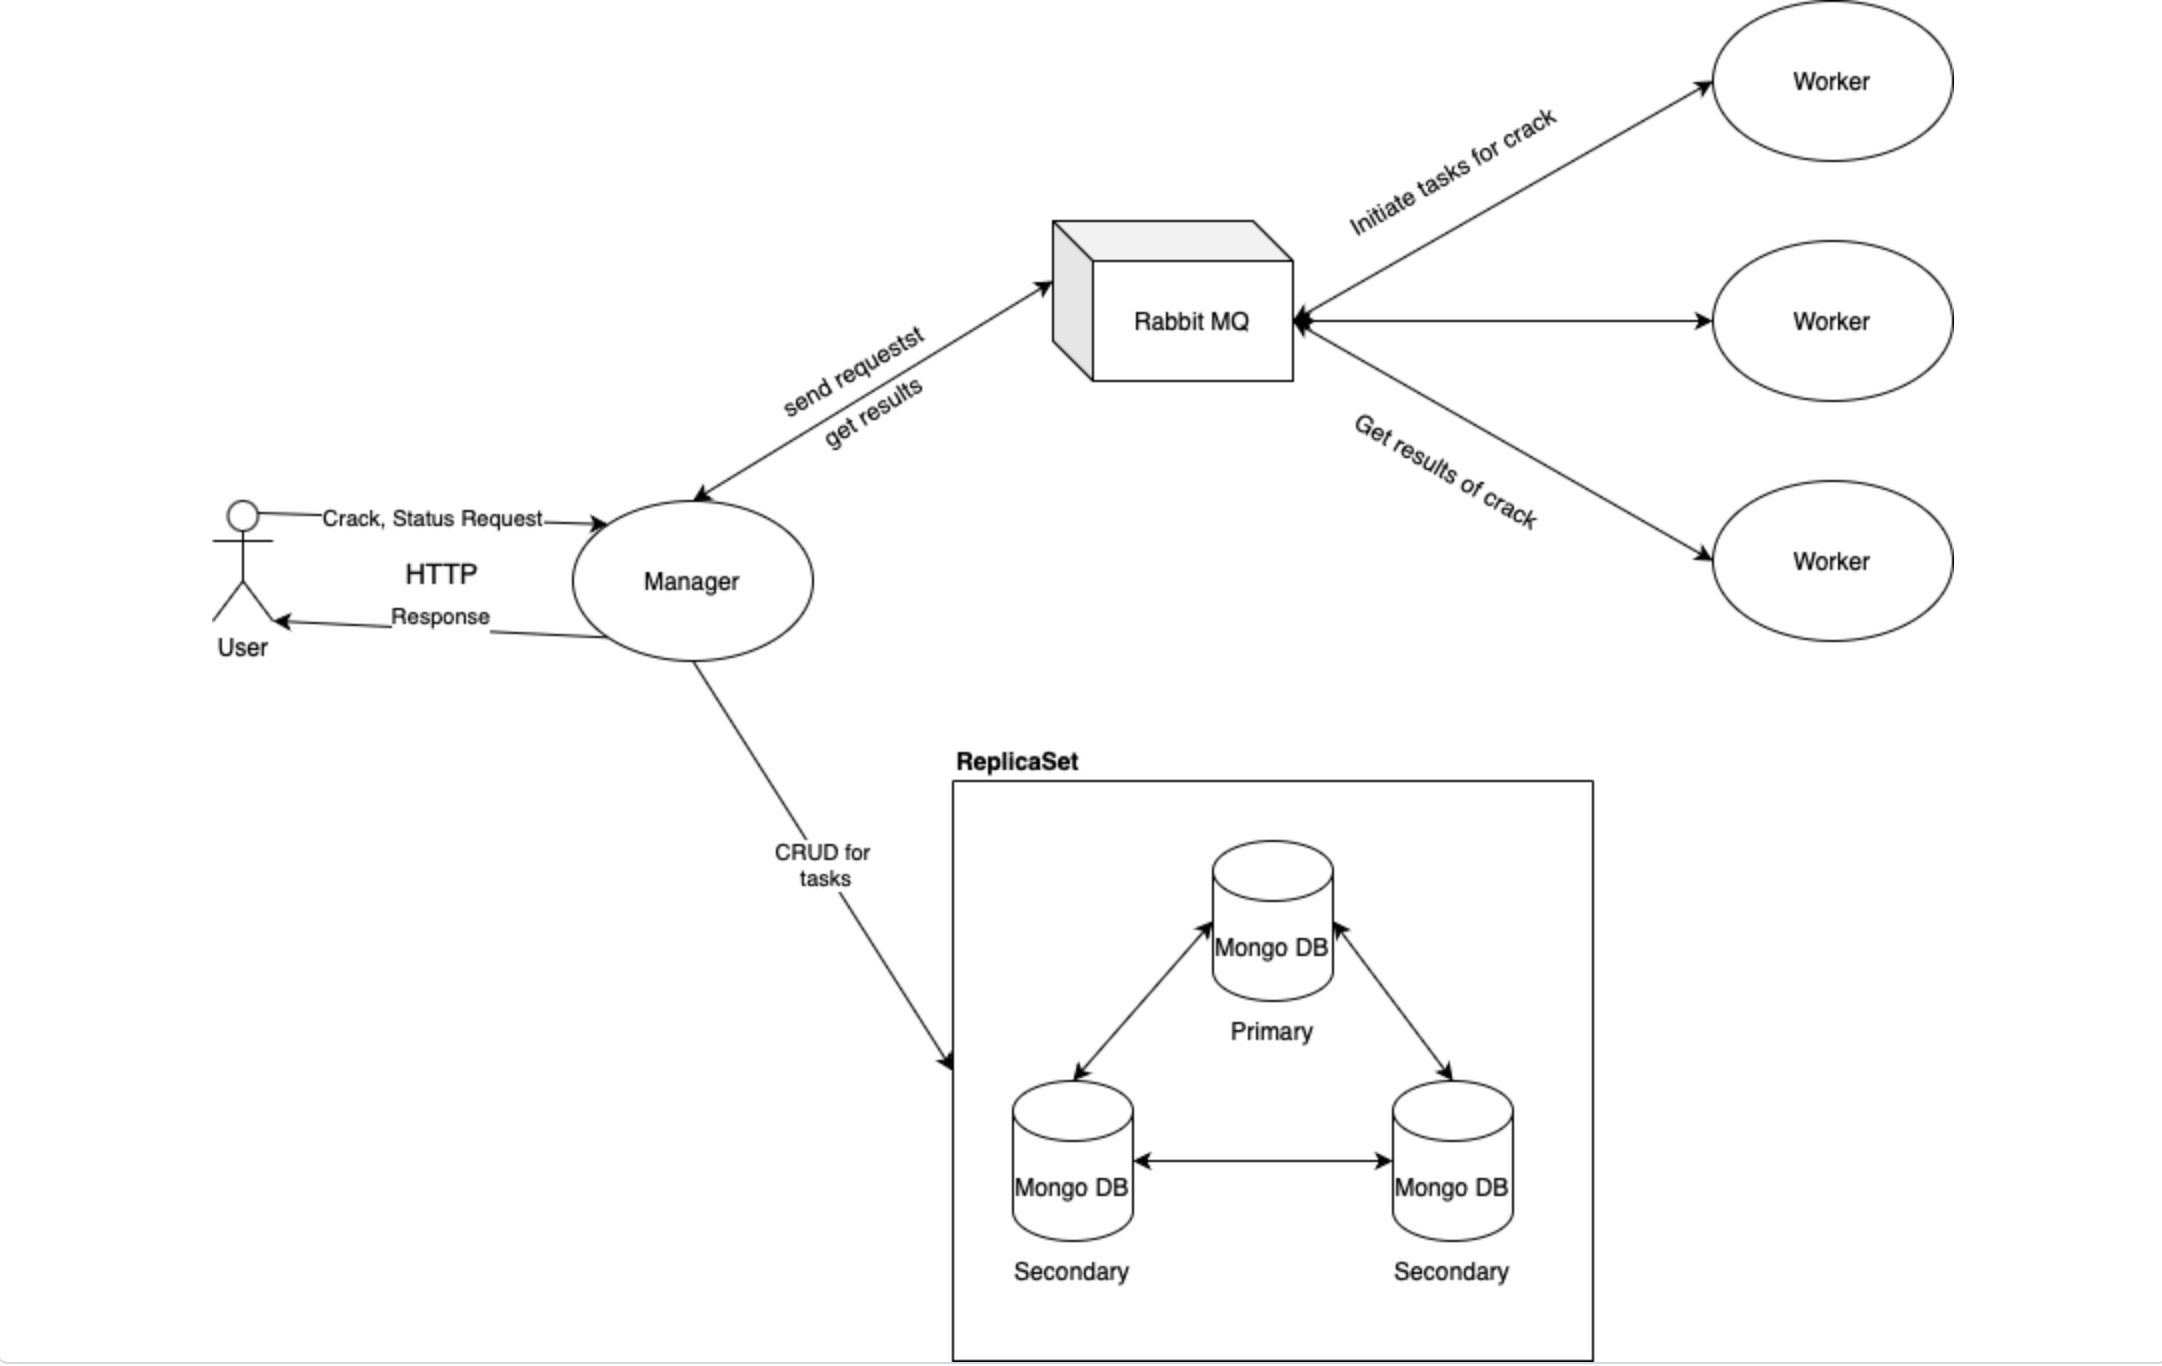 Worker
Initiate tasks for crack
Rabbit MQ
Worker
send requestst
get results
Get results of crack
Crack, Status Request
HTTP
Response
User
Manager
Worker
ReplicaSet
CRUD for
tasks
Mongo DB
Primary
Mongo DB
Mongo DB
Secondary
Secondary